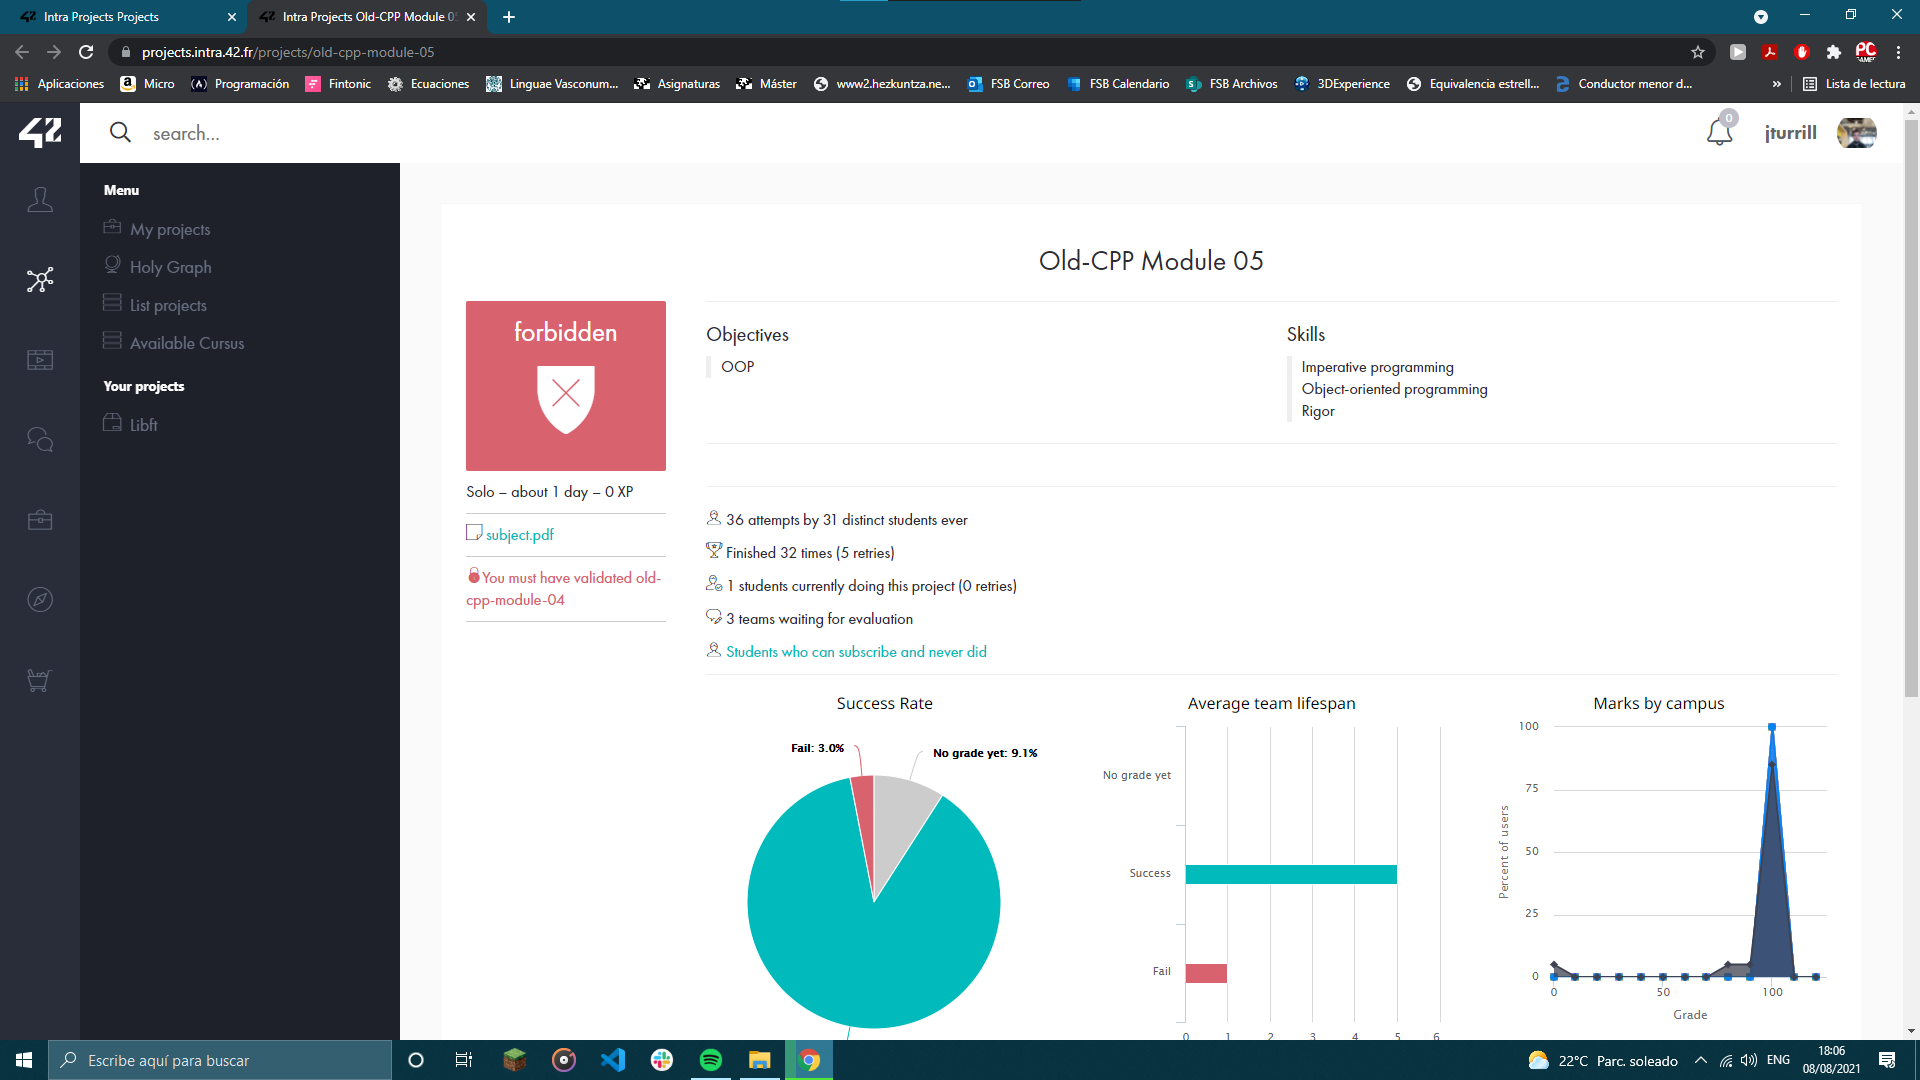 Intra Projects Projects
Intra Projects Old-CPP Module 05
projects.intra.42.fr/projects/old-cpp-module-05
Aplicaciones
Micro
Programación
Fintonic
Ecuaciones
Linguae Vasconum...
Asignaturas
Máster
www2.hezkuntza.ne...
FSB Correo
FSB Calendario
FSB Archivos
3DExperience
Equivalencia estrell...
Conductor menor d...
»
Lista de lectura
42
search...
0
jturrill
Menu
My projects
Holy Graph
List projects
Available Cursus
Your projects
Libft
Old-CPP Module 05
forbidden
Solo – about 1 day – 0 XP
subject.pdf
You must have validated old-
cpp-module-04
Objectives
OOP
Skills
Imperative programming
Object-oriented programming
Rigor
36 attempts by 31 distinct students ever
Finished 32 times (5 retries)
1 students currently doing this project (0 retries)
3 teams waiting for evaluation
Students who can subscribe and never did
Success Rate
Fail: 3.0%
No grade yet: 9.1%
Average team lifespan
No grade yet
Success
Fail
0 1 2 3 4 5 6
Marks by campus
100
75
50
25
0
Percent of users
0 50 100
Grade
Escribe aquí para buscar
22°C Parc. soleado
ENG
18:06
08/08/2021